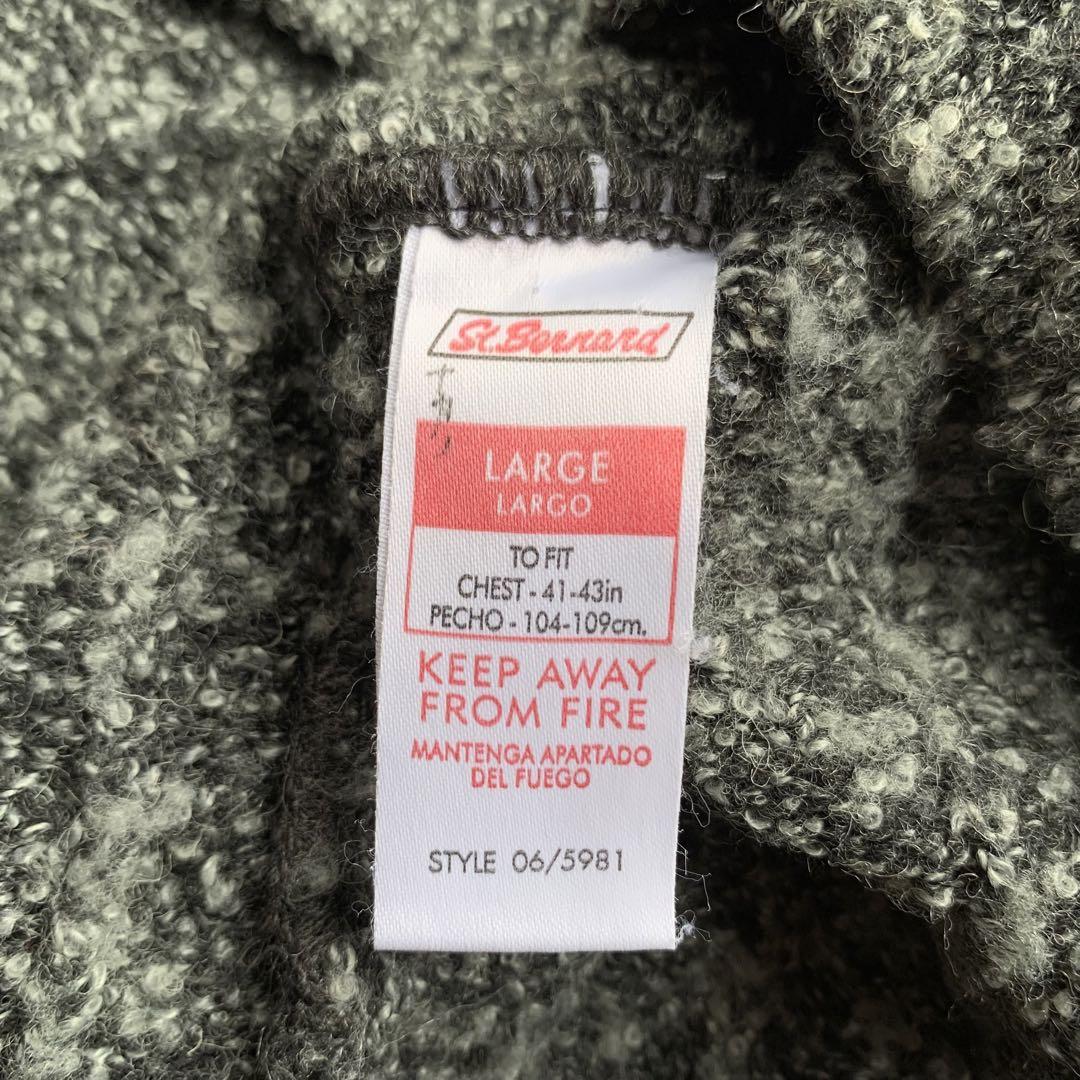 St.Bernard
LARGE
LARGO
TO FIT
CHEST - 41-43in
PECHO - 104-109cm.
KEEP AWAY
FROM FIRE
MANTENGA APARTADO
DEL FUEGO
STYLE 06/5981